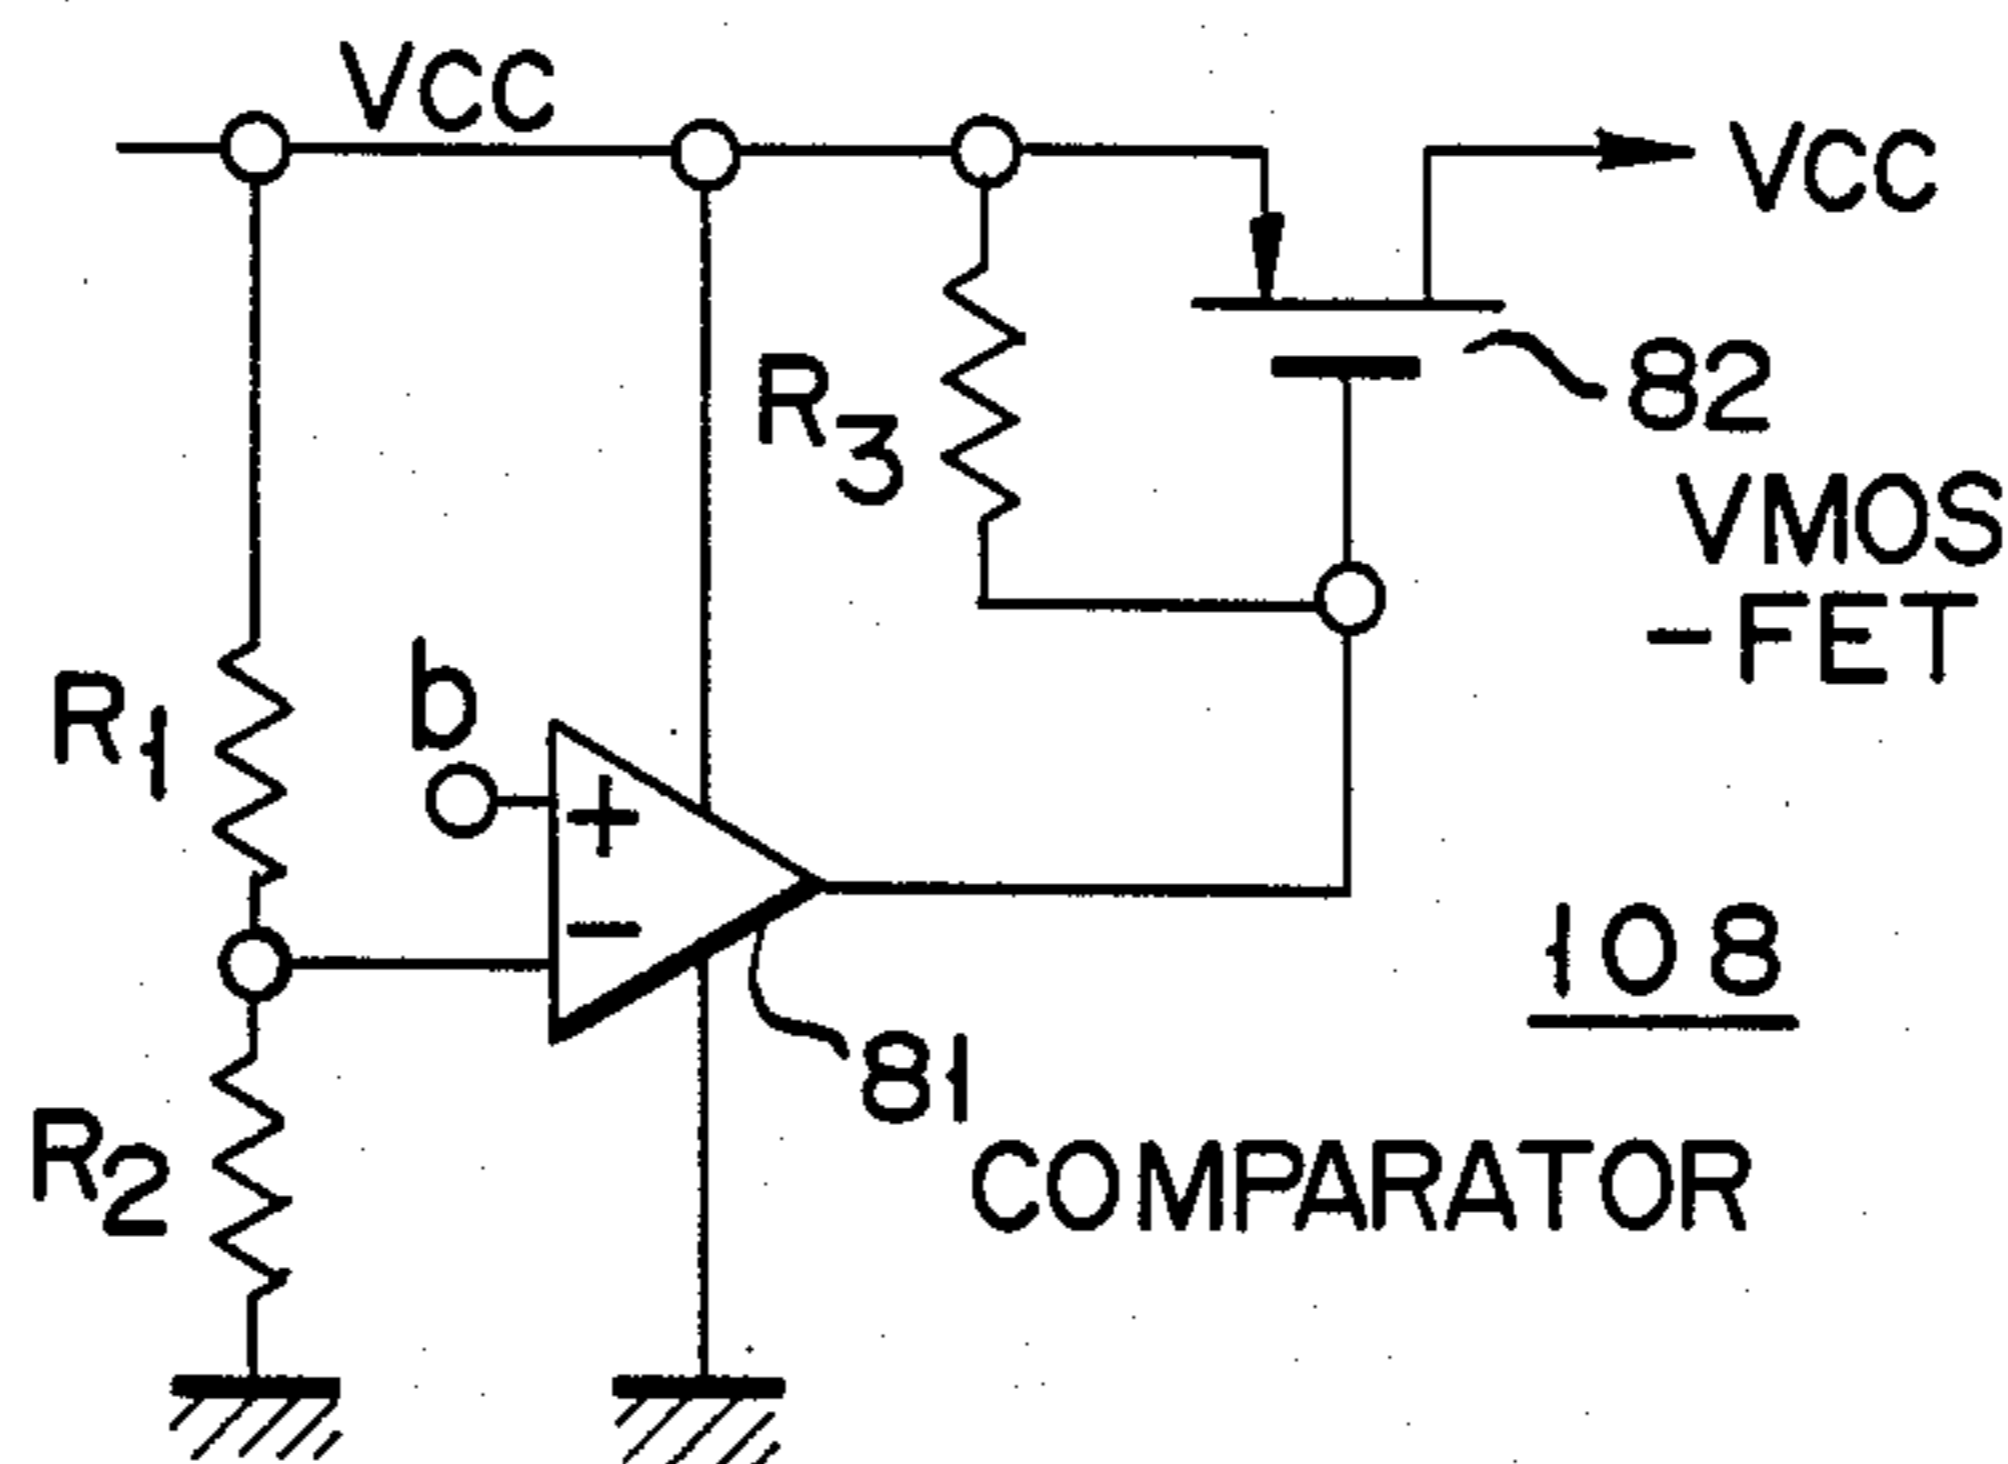 VCC
VCC
R3
82
VMOS
-FET
R1
b
+
−
108
81
COMPARATOR
R2